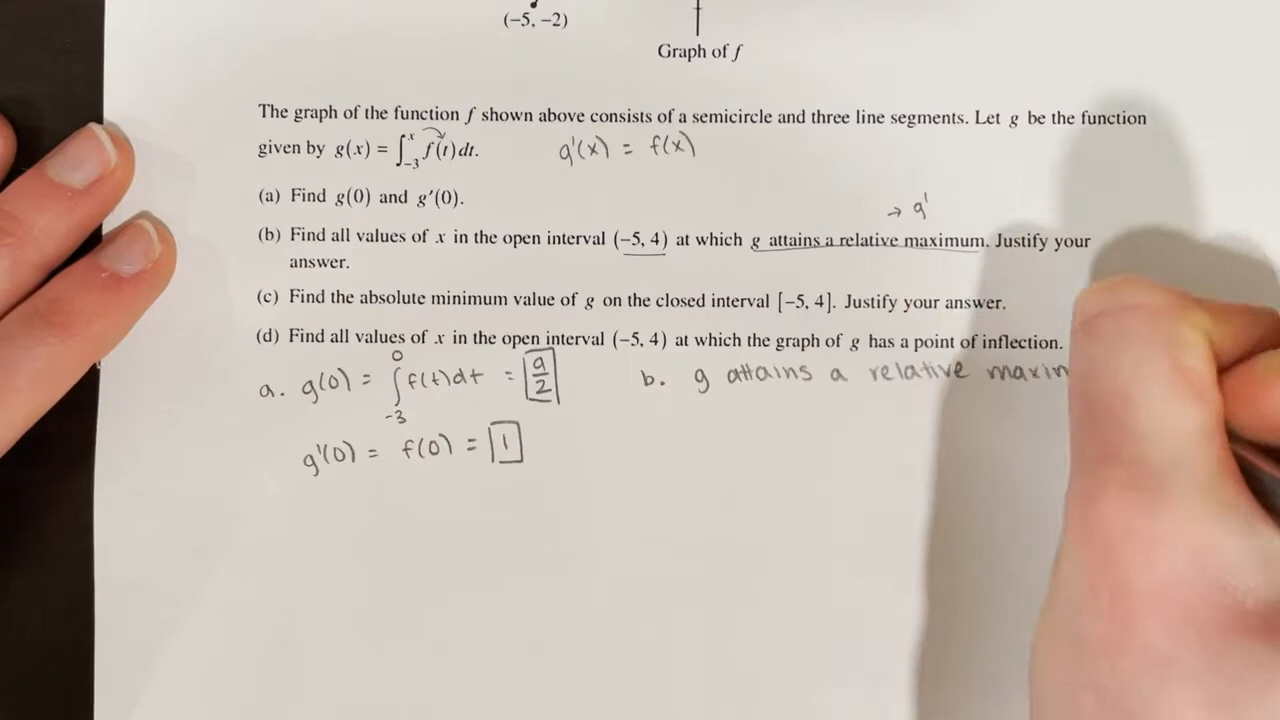 (−5, −2)
Graph of f
The graph of the function f shown above consists of a semicircle and three line segments. Let g be the function
given by g(x) = ∫_{-3}^{x} f(t) dt. g'(x) = f(x)
(a) Find g(0) and g′(0).
→ g'
(b) Find all values of x in the open interval (−5, 4) at which g attains a relative maximum. Justify your
answer.
(c) Find the absolute minimum value of g on the closed interval [−5, 4]. Justify your answer.
(d) Find all values of x in the open interval (−5, 4) at which the graph of g has a point of inflection.
a. g(0) = ∫_{-3}^{0} f(t) dt = 9/2 b. g attains a relative maxim
g'(0) = f(0) = 1